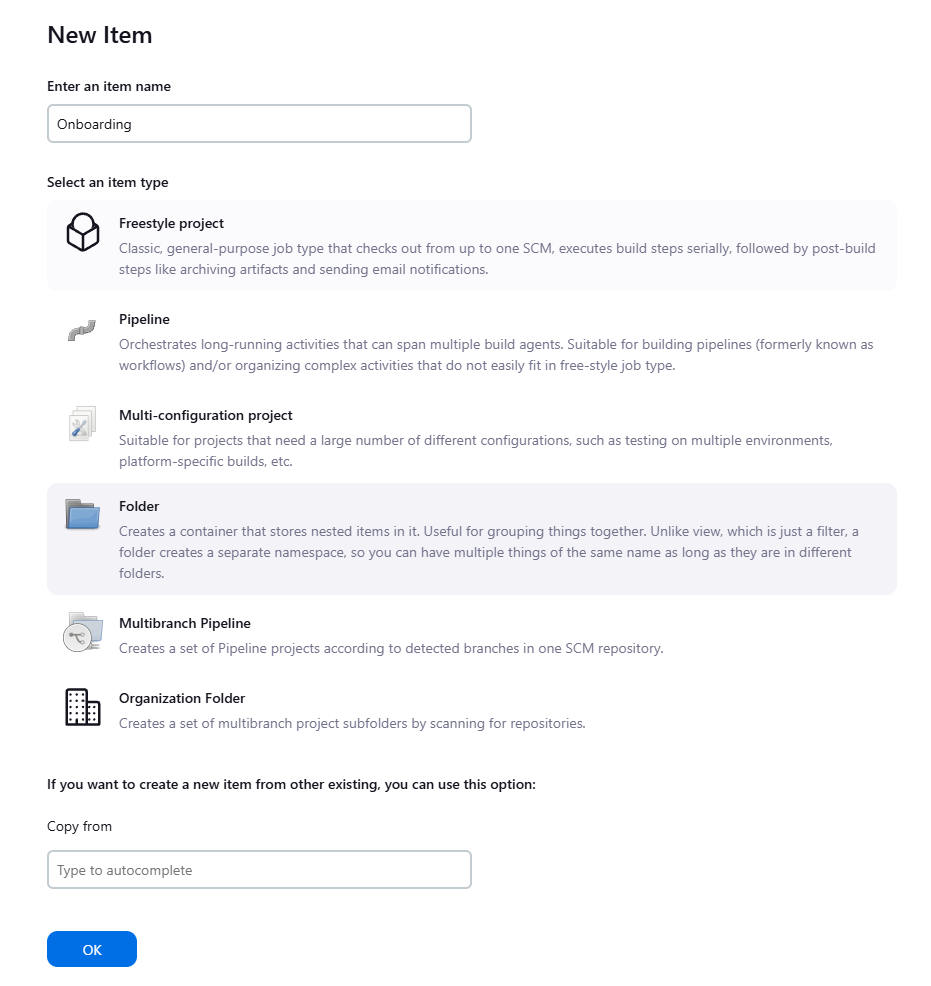 New Item
Enter an item name
Onboarding
Select an item type
Freestyle project
Classic, general-purpose job type that checks out from up to one SCM, executes build steps serially, followed by post-build
steps like archiving artifacts and sending email notifications.
Pipeline
Orchestrates long-running activities that can span multiple build agents. Suitable for building pipelines (formerly known as
workflows) and/or organizing complex activities that do not easily fit in free-style job type.
Multi-configuration project
Suitable for projects that need a large number of different configurations, such as testing on multiple environments,
platform-specific builds, etc.
Folder
Creates a container that stores nested items in it. Useful for grouping things together. Unlike view, which is just a filter, a
folder creates a separate namespace, so you can have multiple things of the same name as long as they are in different
folders.
Multibranch Pipeline
Creates a set of Pipeline projects according to detected branches in one SCM repository.
Organization Folder
Creates a set of multibranch project subfolders by scanning for repositories.
If you want to create a new item from other existing, you can use this option:
Copy from
Type to autocomplete
OK